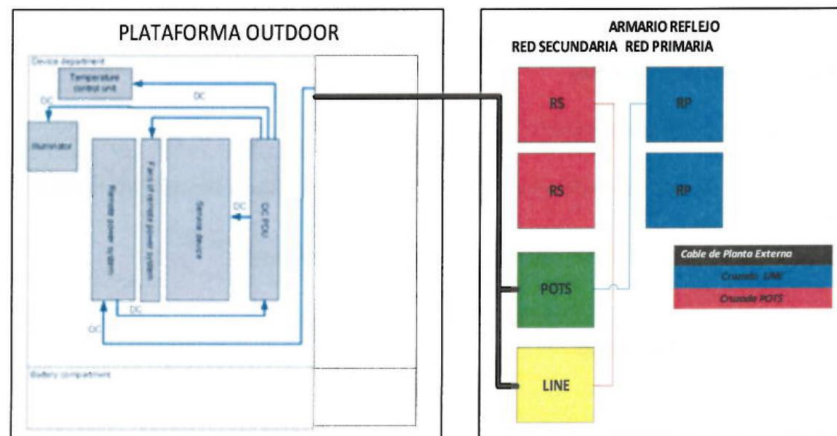 PLATAFORMA OUTDOOR
Device department
Temperature
control unit
DC
DC
Illuminator
Remote power system
Fans of remote power system
Service device
DC
DC PDU
DC
DC
Battery compartment
ARMARIO REFLEJO
RED SECUNDARIA RED PRIMARIA
RS
RP
RS
RP
POTS
LINE
Cable de Planta Externa
Cruzada LINE
Cruzada POTS